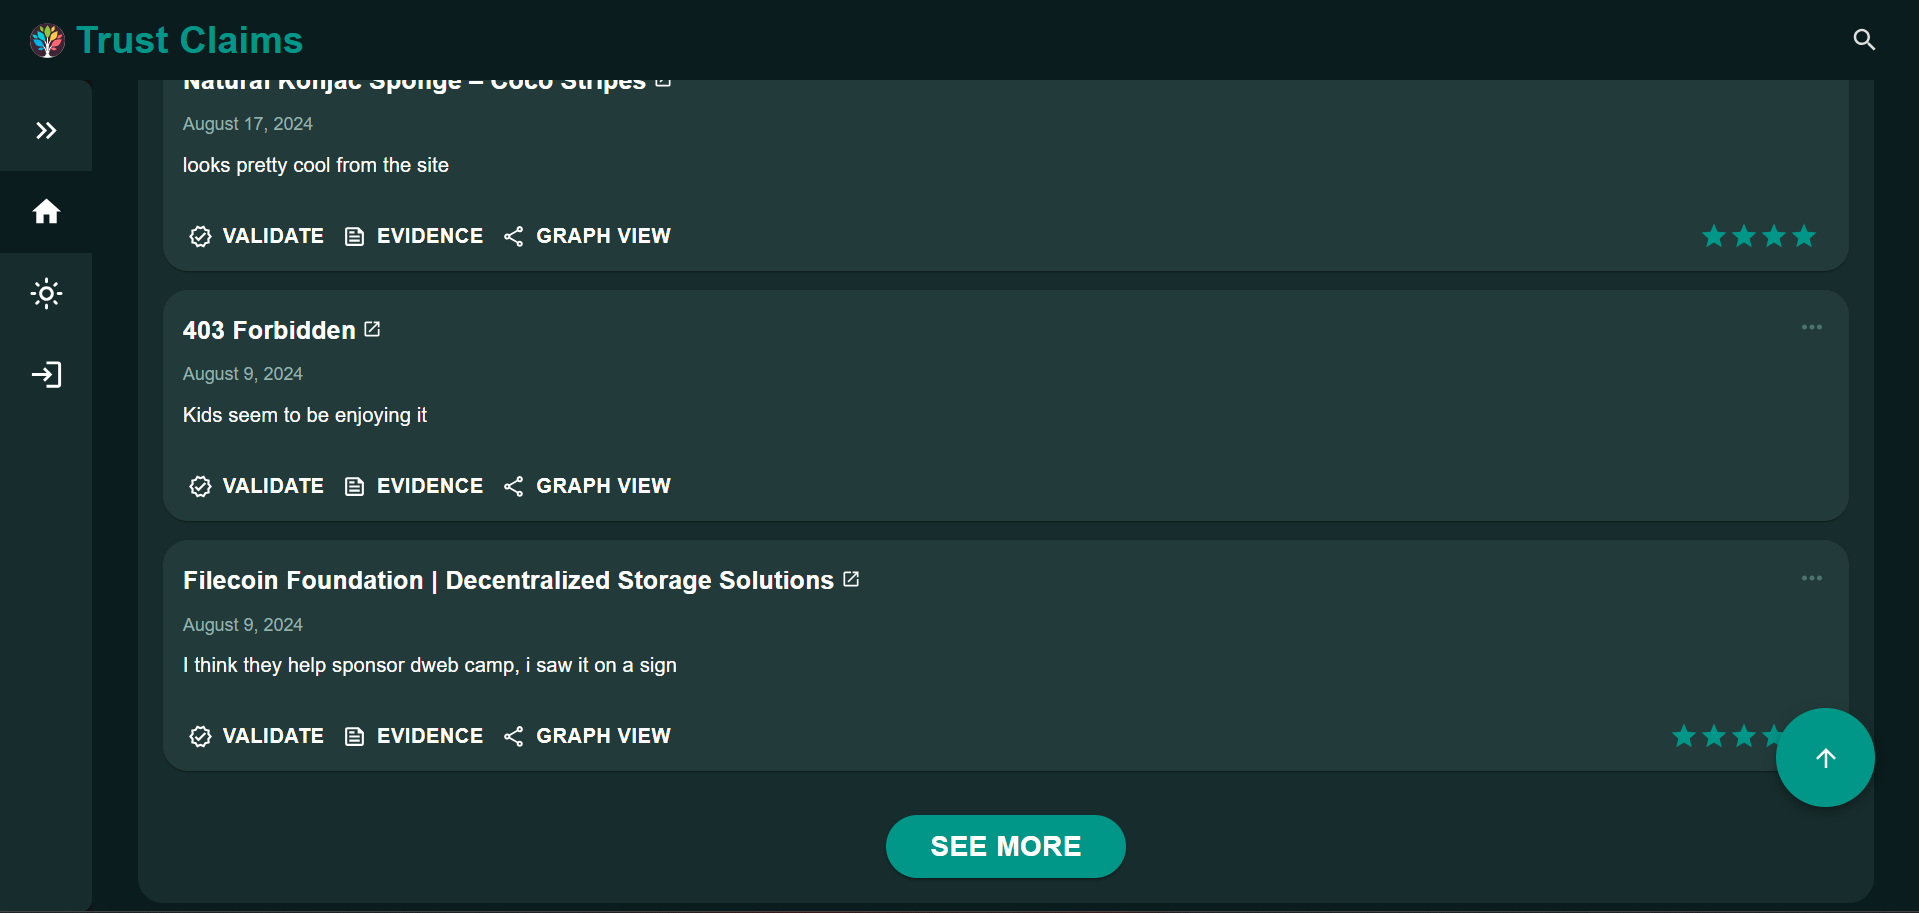 Trust Claims
Natural Konjac Sponge – Coco Stripes
August 17, 2024
looks pretty cool from the site
VALIDATE EVIDENCE GRAPH VIEW
403 Forbidden
August 9, 2024
Kids seem to be enjoying it
VALIDATE EVIDENCE GRAPH VIEW
Filecoin Foundation | Decentralized Storage Solutions
August 9, 2024
I think they help sponsor dweb camp, i saw it on a sign
VALIDATE EVIDENCE GRAPH VIEW
SEE MORE